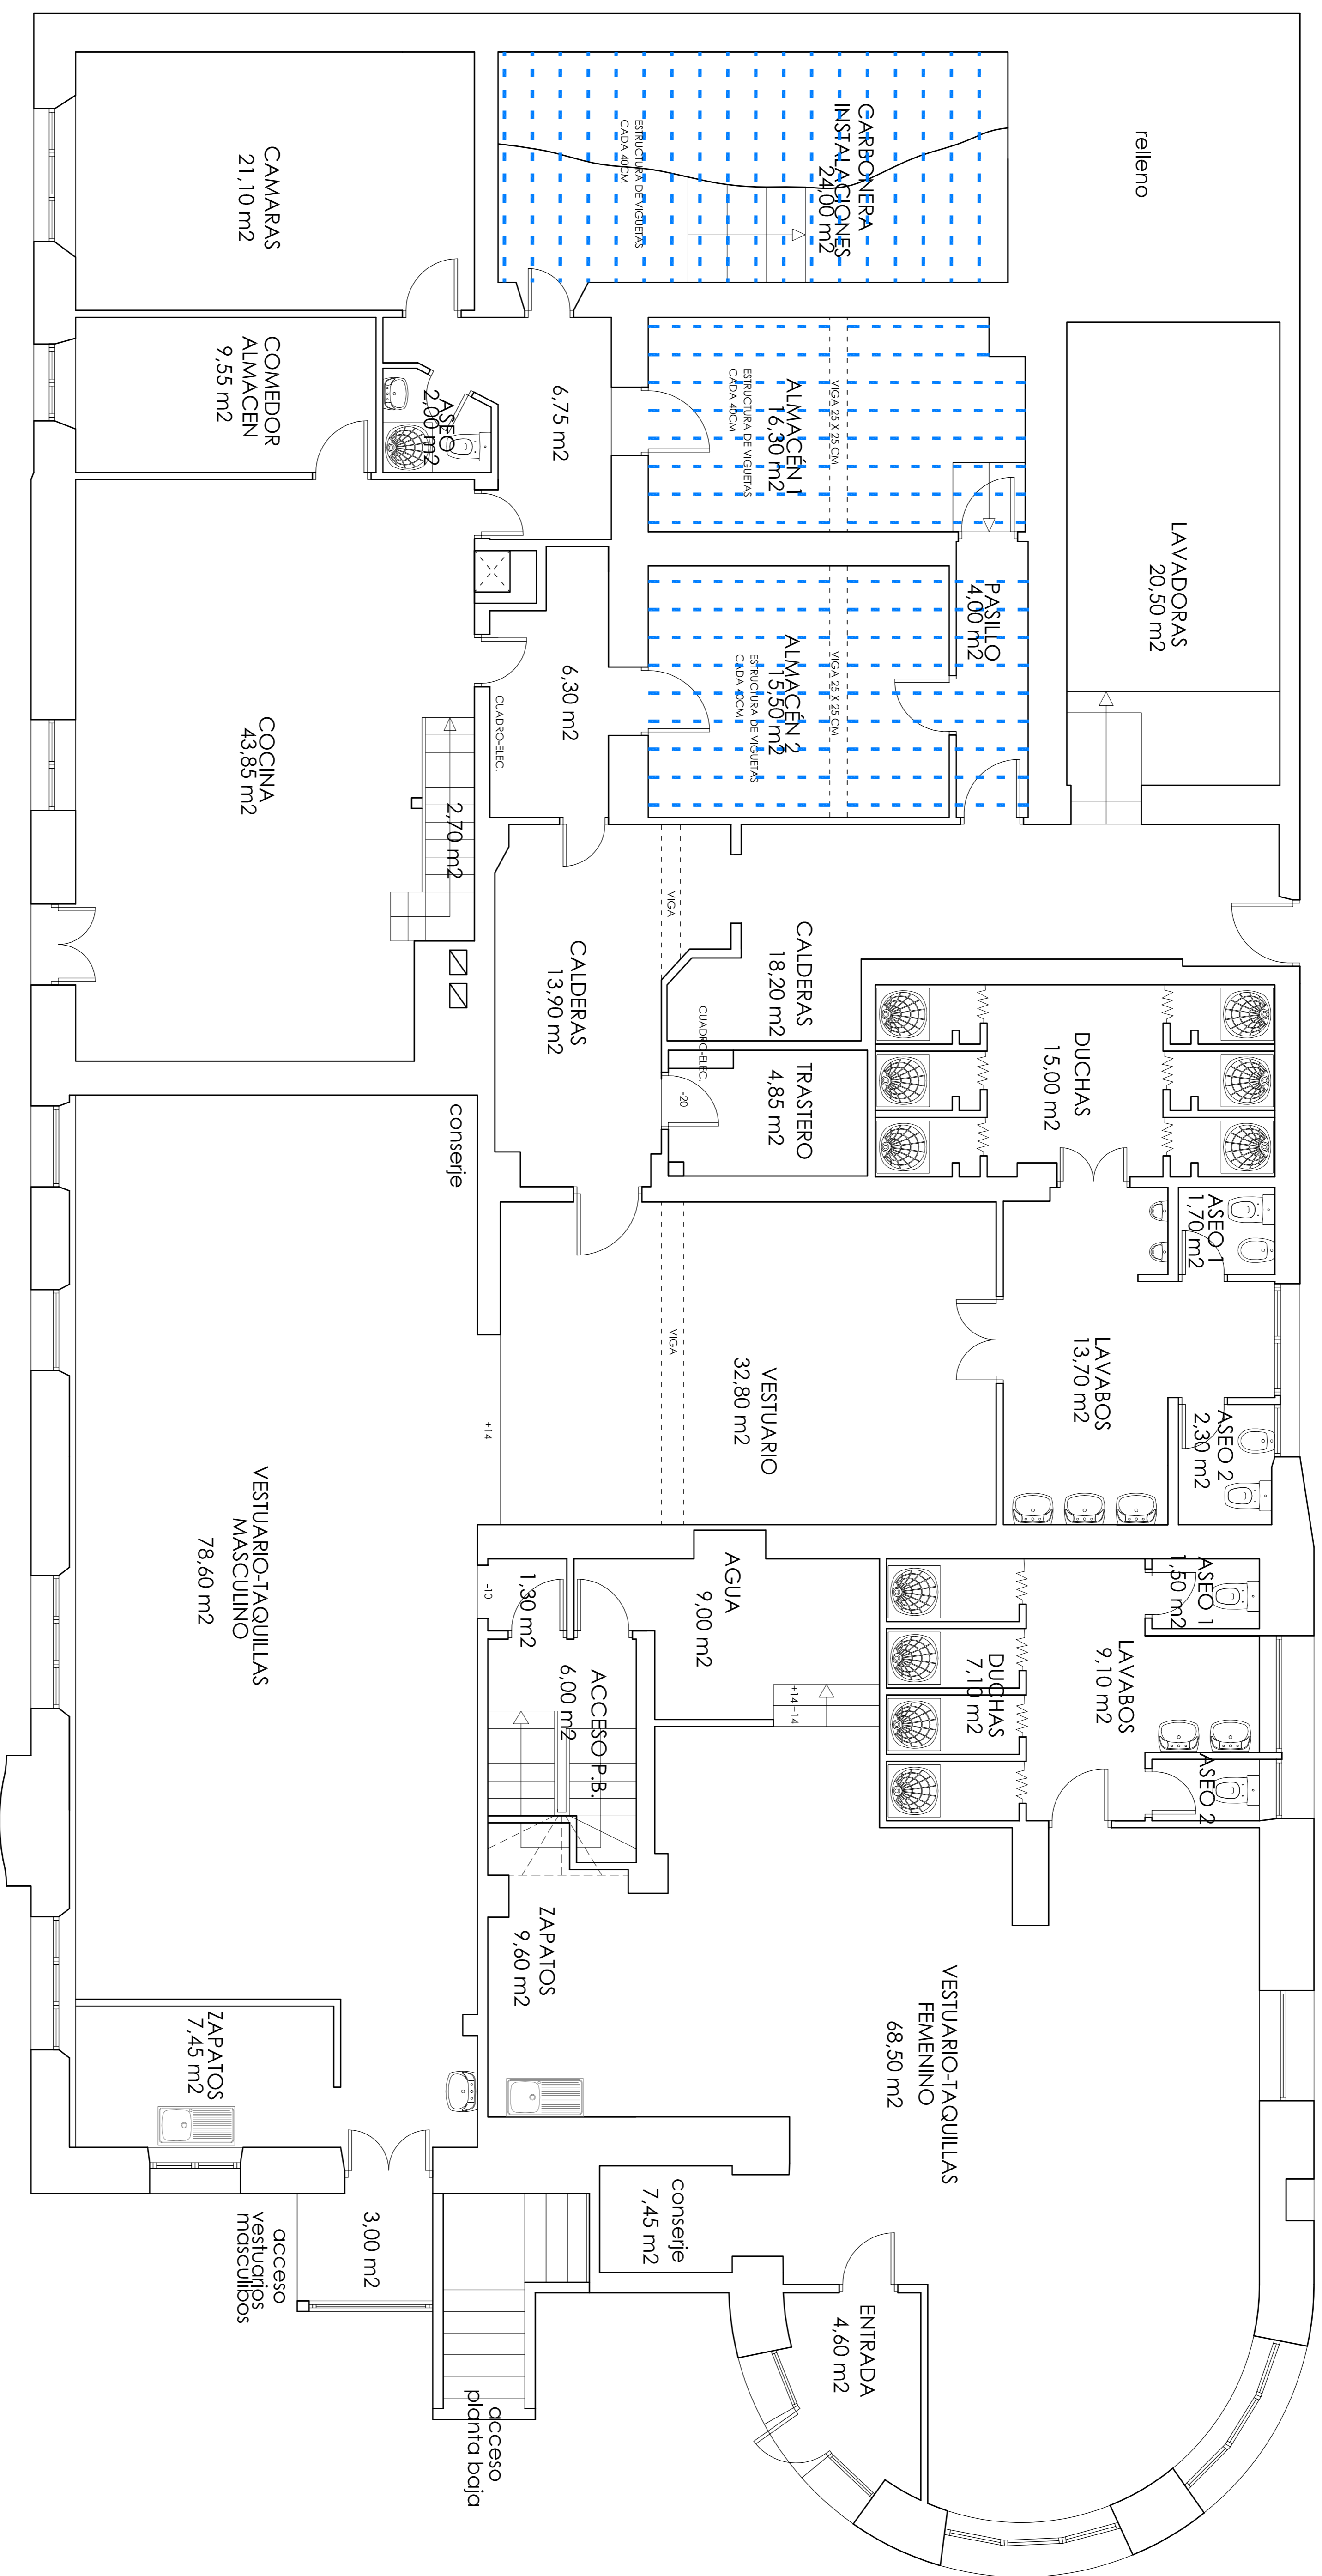 relleno
CARBONERA
INSTALACIONES
24,00 m2
ESTRUCTURA DE VIGUETAS
CADA 40CM
CAMARAS
21,10 m2
COMEDOR
ALMACEN
9,55 m2
ASEO
2,00 m2
6,75 m2
ALMACÉN 1
16,30 m2
VIGA 25 X 25 CM
ESTRUCTURA DE VIGUETAS
CADA 40CM
LAVADORAS
20,50 m2
PASILLO
4,00 m2
ALMACÉN 2
15,50 m2
VIGA 25 X 25 CM
ESTRUCTURA DE VIGUETAS
CADA 40CM
6,30 m2
CUADRO-ELEC.
COCINA
43,85 m2
2,70 m2
VIGA
CALDERAS
18,20 m2
CALDERAS
13,90 m2
CUADRO-ELEC.
TRASTERO
4,85 m2
-20
DUCHAS
15,00 m2
conserje
ASEO 1
1,70 m2
LAVABOS
13,70 m2
ASEO 2
2,30 m2
VIGA
VESTUARIO
32,80 m2
+14
VESTUARIO-TAQUILLAS
MASCULINO
78,60 m2
-10
1,30 m2
AGUA
9,00 m2
ACCESO P.B.
6,00 m2
+14
+14
ASEO 1
1,50 m2
LAVABOS
9,10 m2
DUCHAS
7,10 m2
ASEO 2
ZAPATOS
9,60 m2
VESTUARIO-TAQUILLAS
FEMENINO
68,50 m2
ZAPATOS
7,45 m2
conserje
7,45 m2
3,00 m2
acceso
vestuarios
masculibos
ENTRADA
4,60 m2
acceso
planta baja